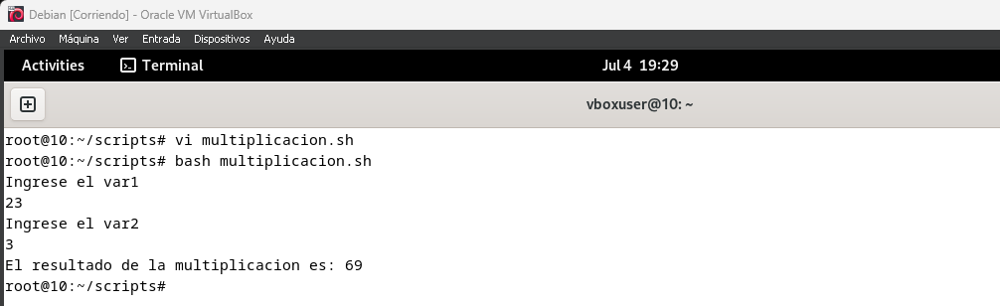 Debian [Corriendo] - Oracle VM VirtualBox
Archivo Máquina Ver Entrada Dispositivos Ayuda
Activities Terminal Jul 4 19:29
vboxuser@10: ~
root@10:~/scripts# vi multiplicacion.sh
root@10:~/scripts# bash multiplicacion.sh
Ingrese el var1
23
Ingrese el var2
3
El resultado de la multiplicacion es: 69
root@10:~/scripts#